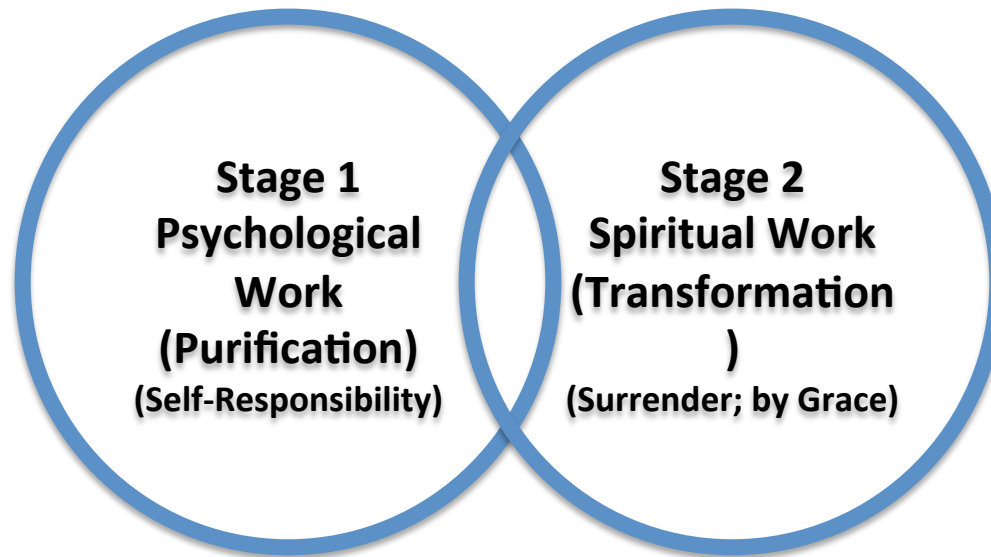 Stage 1
Psychological
Work
(Purification)
(Self-Responsibility)
Stage 2
Spiritual Work
(Transformation
)
(Surrender; by Grace)